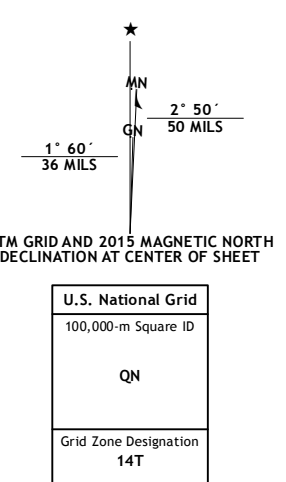 ★
MN
GN
2° 50´
50 MILS
1° 60´
36 MILS
TM GRID AND 2015 MAGNETIC NORTH
DECLINATION AT CENTER OF SHEET
U.S. National Grid
100,000-m Square ID
QN
Grid Zone Designation
14T